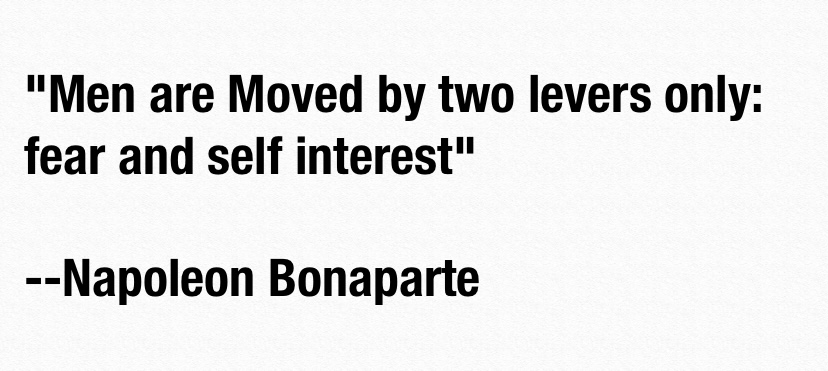 "Men are Moved by two levers only:
fear and self interest"
--Napoleon Bonaparte